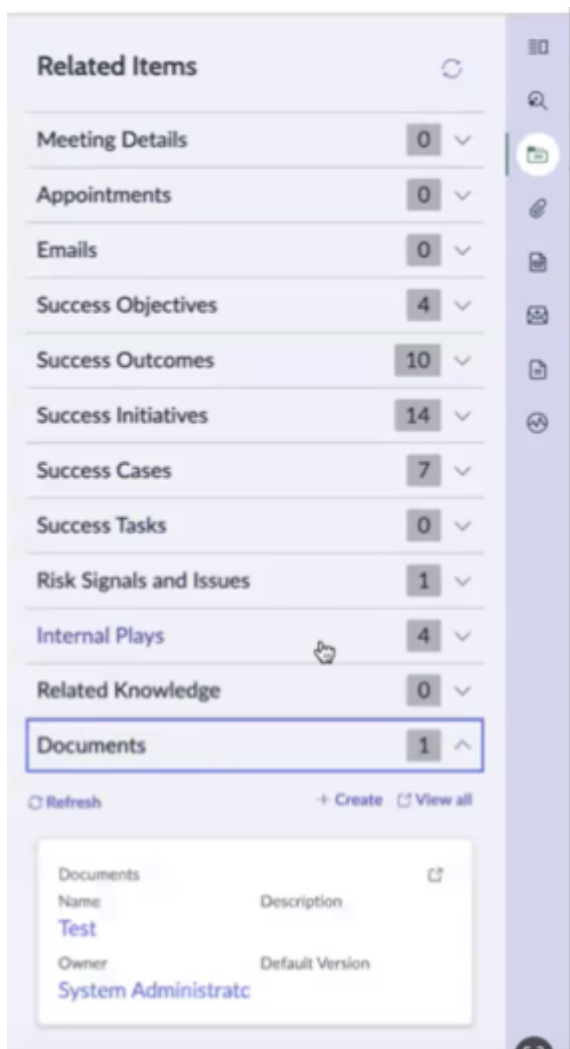 Related Items
Meeting Details 0
Appointments 0
Emails 0
Success Objectives 4
Success Outcomes 10
Success Initiatives 14
Success Cases 7
Success Tasks 0
Risk Signals and Issues 1
Internal Plays 4
Related Knowledge 0
Documents 1
Refresh + Create View all
Documents
Name Description
Test
Owner Default Version
System Administratc